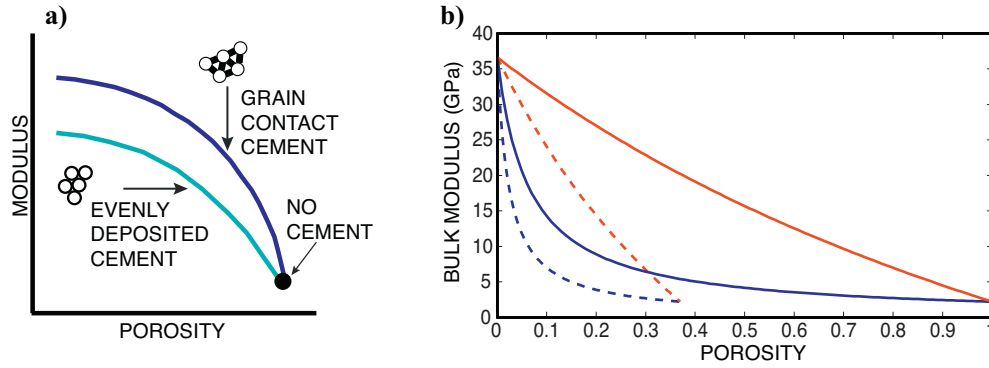 a)
MODULUS
GRAIN
CONTACT
CEMENT
EVENLY
DEPOSITED
CEMENT
NO
CEMENT
POROSITY
b)
BULK MODULUS (GPa)
40
35
30
25
20
15
10
5
0
0 0.1 0.2 0.3 0.4 0.5 0.6 0.7 0.8 0.9 1
POROSITY